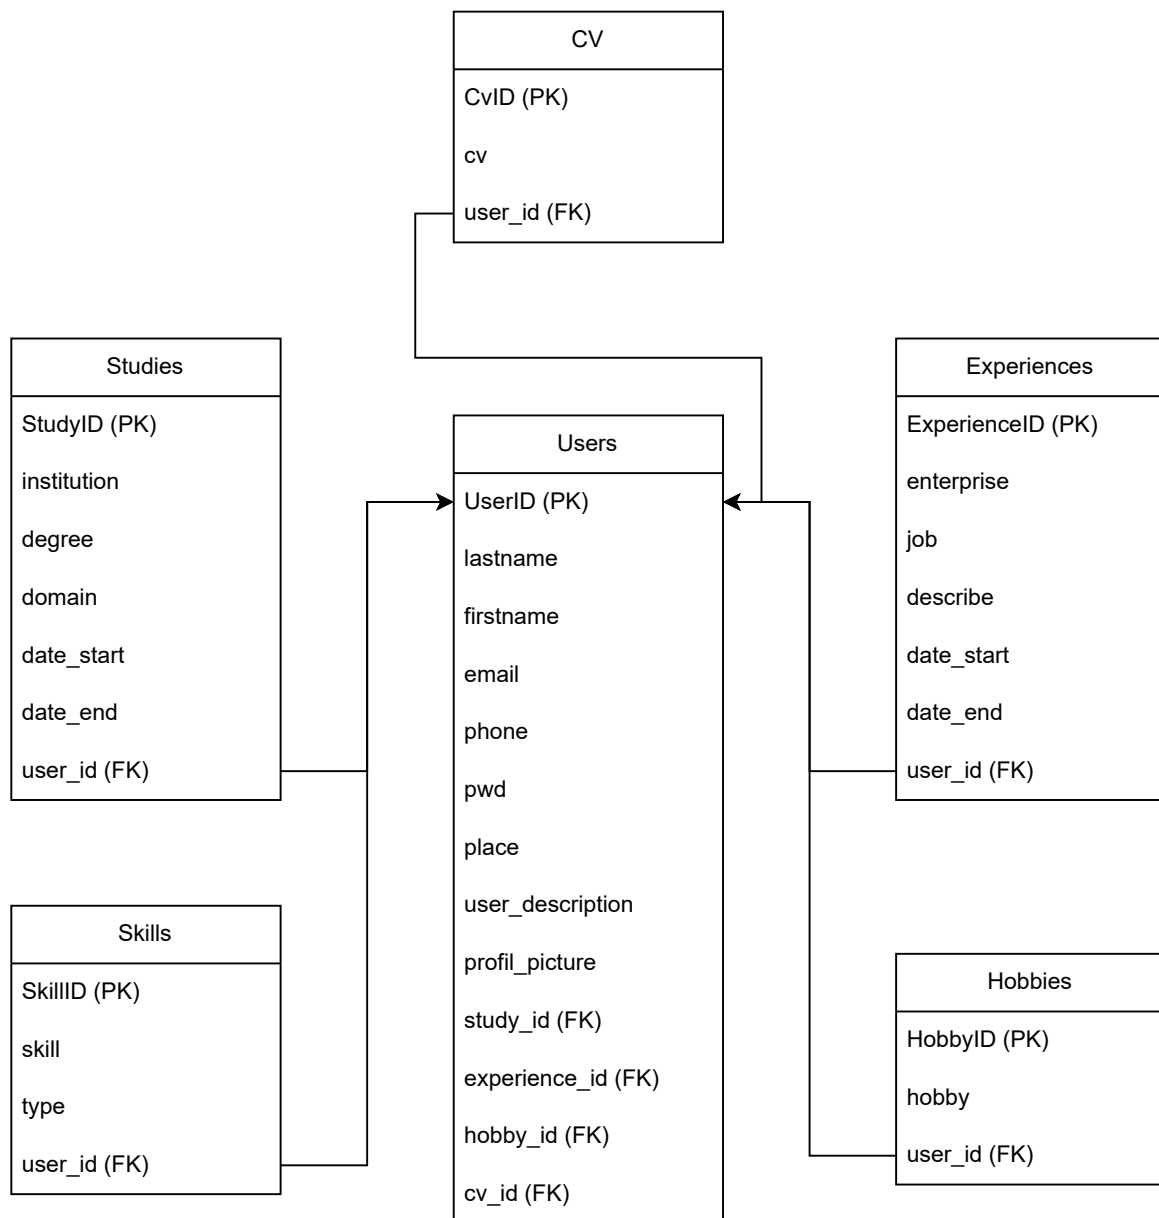 CV
CvID (PK)
cv
user_id (FK)
Studies
StudyID (PK)
institution
degree
domain
date_start
date_end
user_id (FK)
Users
UserID (PK)
lastname
firstname
email
phone
pwd
place
user_description
profil_picture
study_id (FK)
experience_id (FK)
hobby_id (FK)
cv_id (FK)
Experiences
ExperienceID (PK)
enterprise
job
describe
date_start
date_end
user_id (FK)
Skills
SkillID (PK)
skill
type
user_id (FK)
Hobbies
HobbyID (PK)
hobby
user_id (FK)